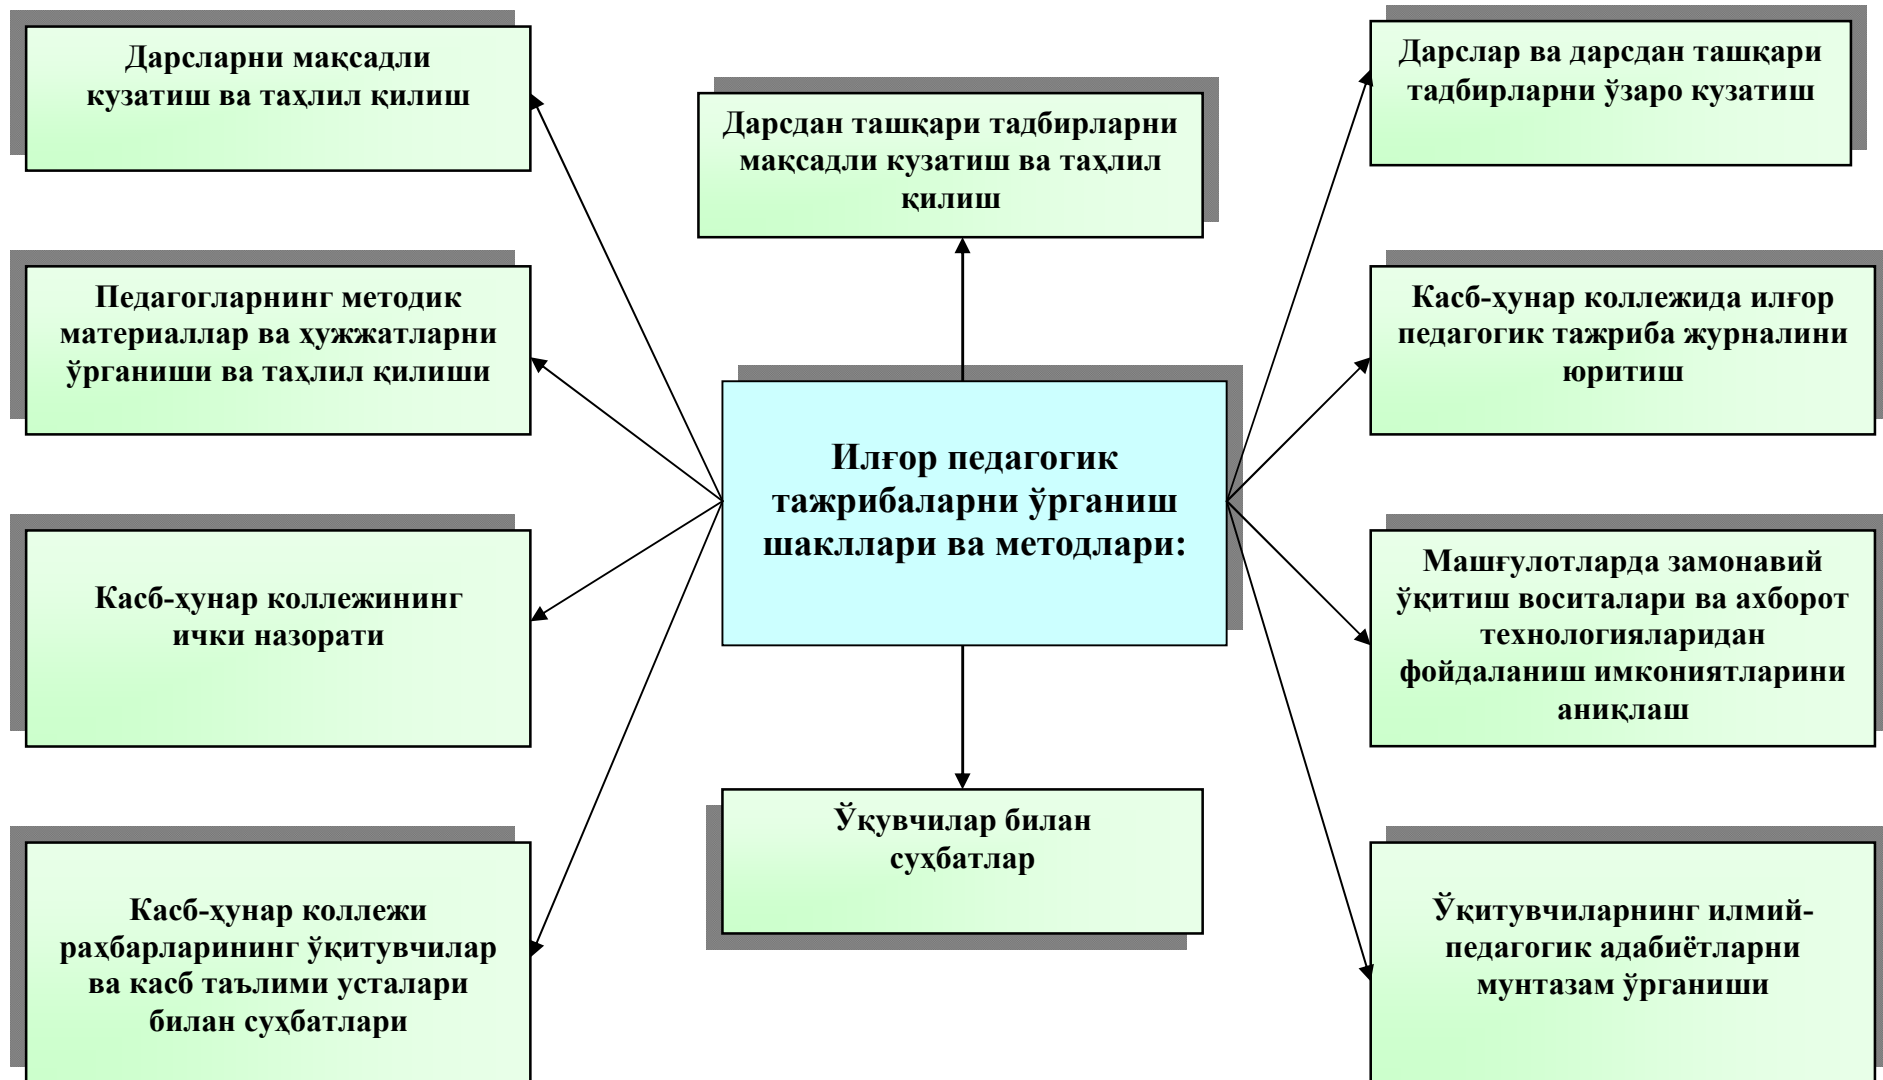 Дарсларни мақсадли
кузатиш ва таҳлил қилиш
Дарсдан ташқари тадбирларни
мақсадли кузатиш ва таҳлил
қилиш
Дарслар ва дарсдан ташқари
тадбирларни ўзаро кузатиш
Педагогларнинг методик
материаллар ва ҳужжатларни
ўрганиши ва таҳлил қилиши
Касб-ҳунар коллежида илғор
педагогик тажриба журналини
юритиш
Илғор педагогик
тажрибаларни ўрганиш
шакллари ва методлари:
Касб-ҳунар коллежининг
ички назорати
Машғулотларда замонавий
ўқитиш воситалари ва ахборот
технологияларидан
фойдаланиш имкониятларини
аниқлаш
Ўқувчилар билан
суҳбатлар
Касб-ҳунар коллежи
раҳбарларининг ўқитувчилар
ва касб таълими усталари
билан суҳбатлари
Ўқитувчиларнинг илмий-
педагогик адабиётларни
мунтазам ўрганиши